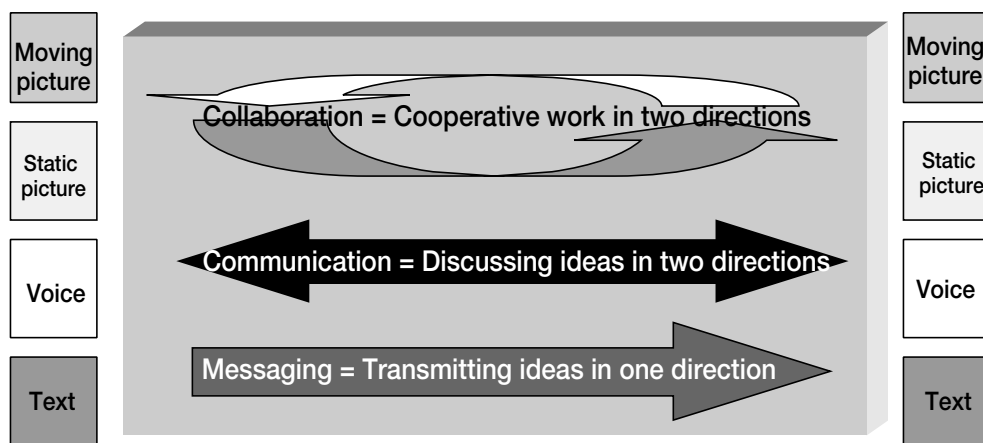 Moving
picture
Static
picture
Voice
Text
Collaboration = Cooperative work in two directions
Communication = Discussing ideas in two directions
Messaging = Transmitting ideas in one direction
Moving
picture
Static
picture
Voice
Text